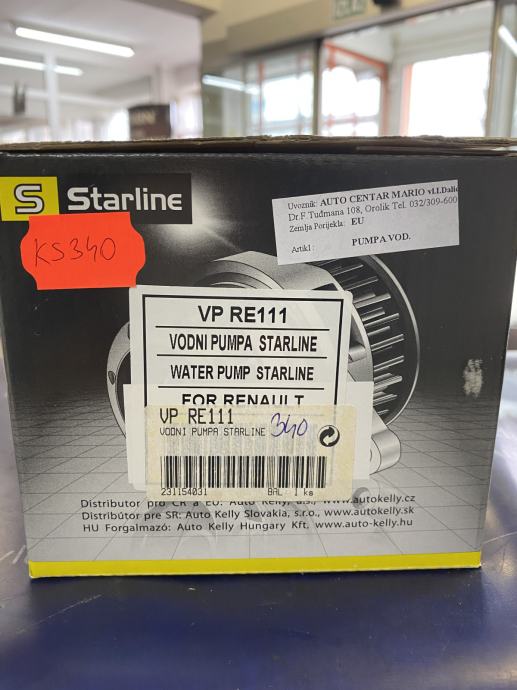 S Starline
KS340
Uvoznik: AUTO CENTAR MARIO vl.I.Dalić
Dr.F.Tuđmana 108, Orolik Tel. 032/309-600
Zemlja Porijekla: EU
Artikl: PUMPA VOD.
VP RE111
VODNI PUMPA STARLINE
WATER PUMP STARLINE
FOR RENAULT
VP RE111
VODNI PUMPA STARLINE 340
231154031 BAL 1 ks
Distributor pro ČR a EU: Auto Kelly, a.s., www.autokelly.cz
Distribútor pre SR: Auto Kelly Slovakia, s.r.o., www.autokelly.sk
HU Forgalmazó: Auto Kelly Hungary Kft, www.auto-kelly.hu